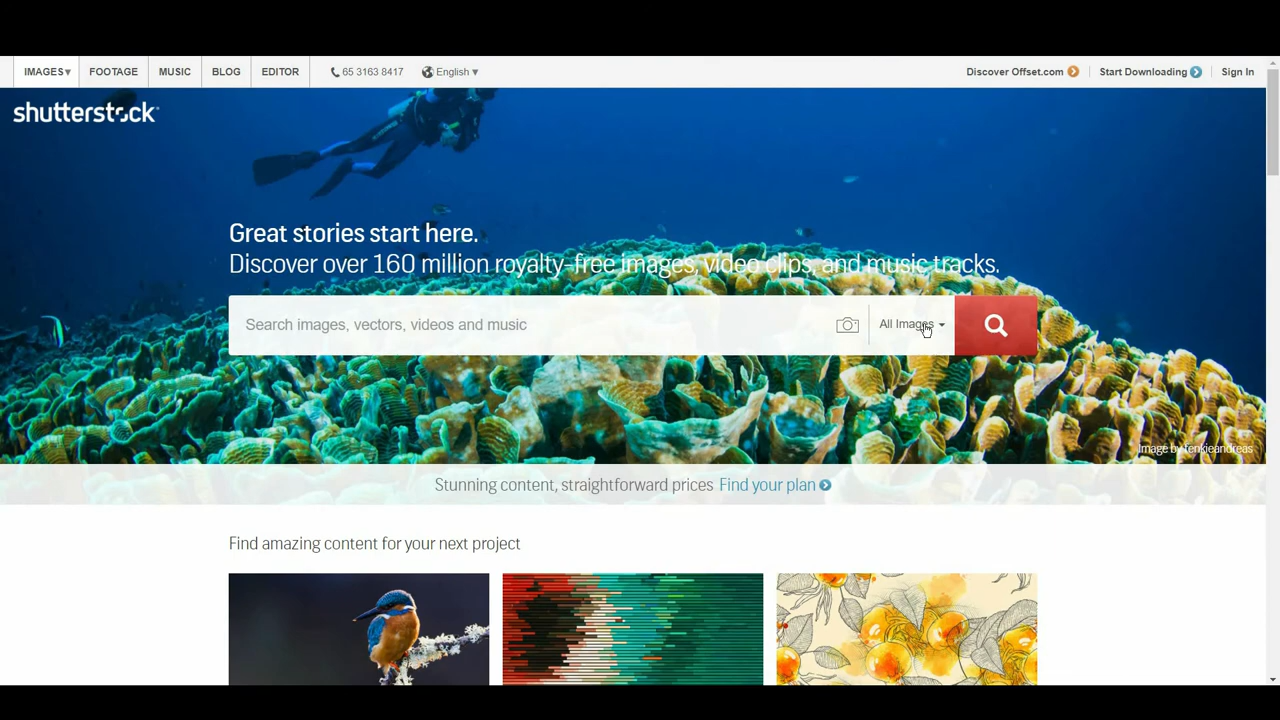 IMAGES▾ FOOTAGE MUSIC BLOG EDITOR 65 3163 8417 English ▾ Discover Offset.com Start Downloading Sign In
shutterstock
Great stories start here.
Discover over 160 million royalty-free images, video clips, and music tracks.
Search images, vectors, videos and music All Images
Image by fenkieandreas
Stunning content, straightforward prices Find your plan
Find amazing content for your next project